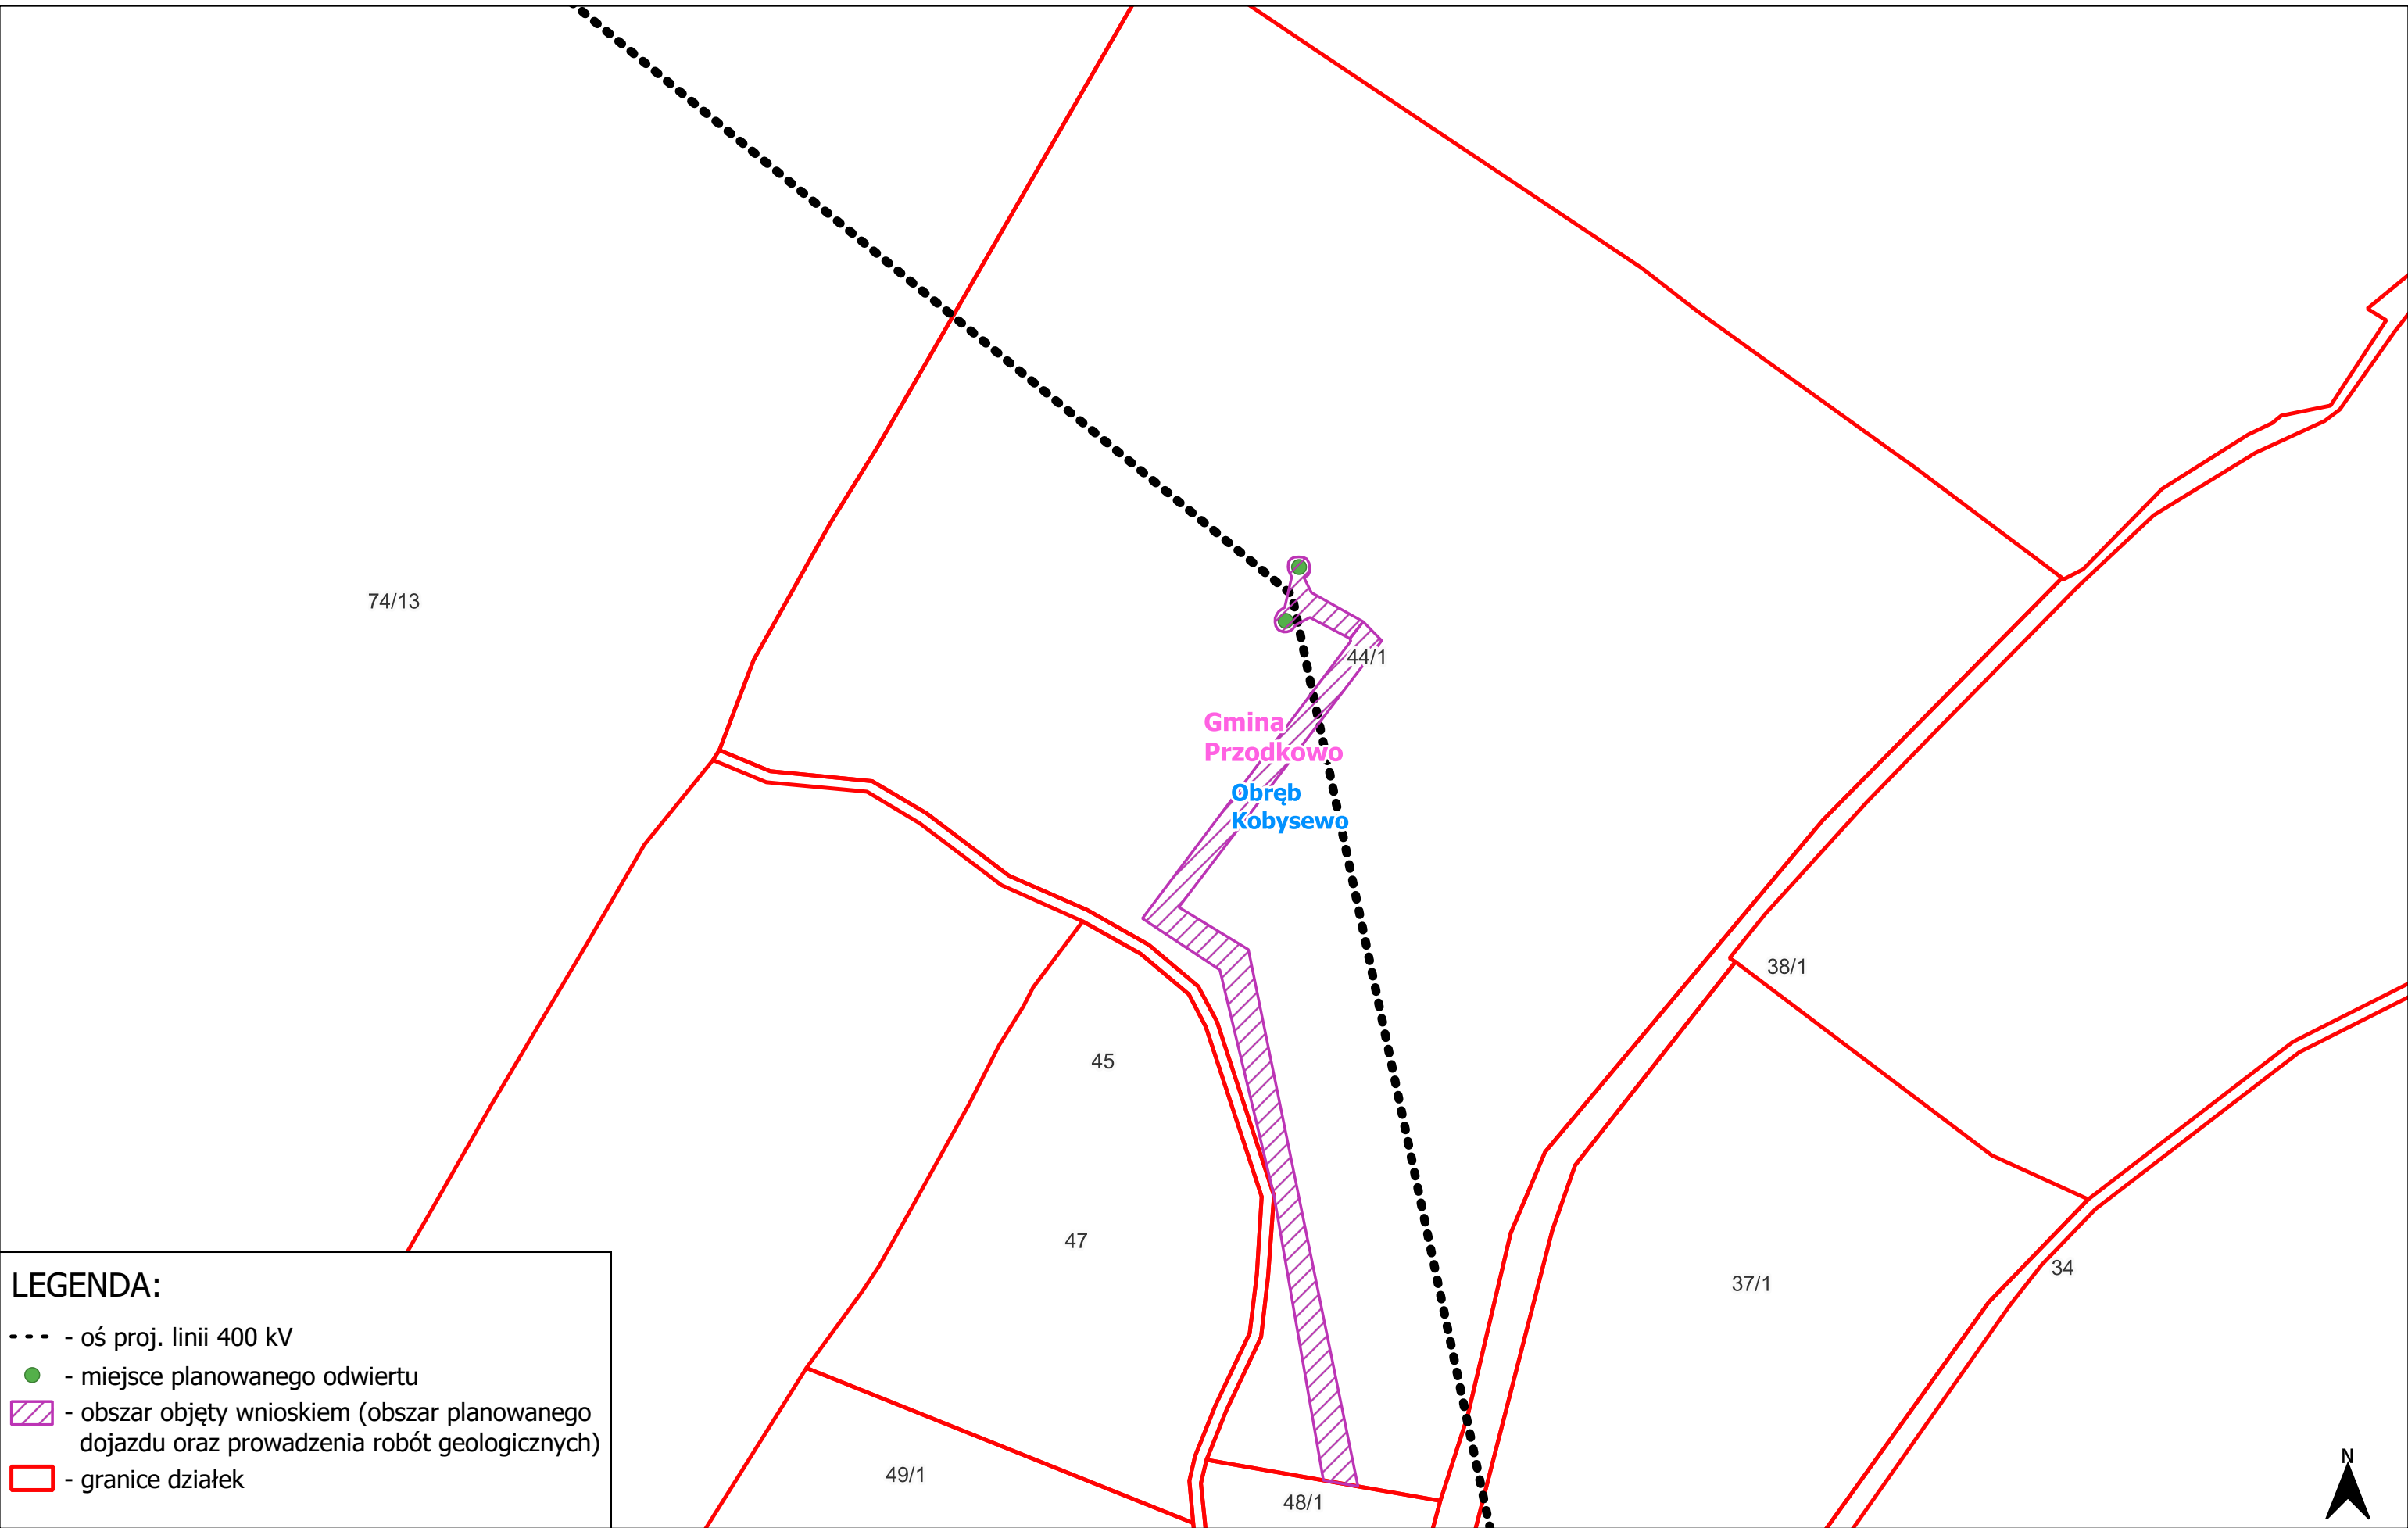 74/13
44/1
Gmina
Przodkowo
Obręb
Kobysewo
38/1
45
47
37/1
34
49/1
48/1
LEGENDA:
- oś proj. linii 400 kV
- miejsce planowanego odwiertu
- obszar objęty wnioskiem (obszar planowanego
dojazdu oraz prowadzenia robót geologicznych)
- granice działek
N